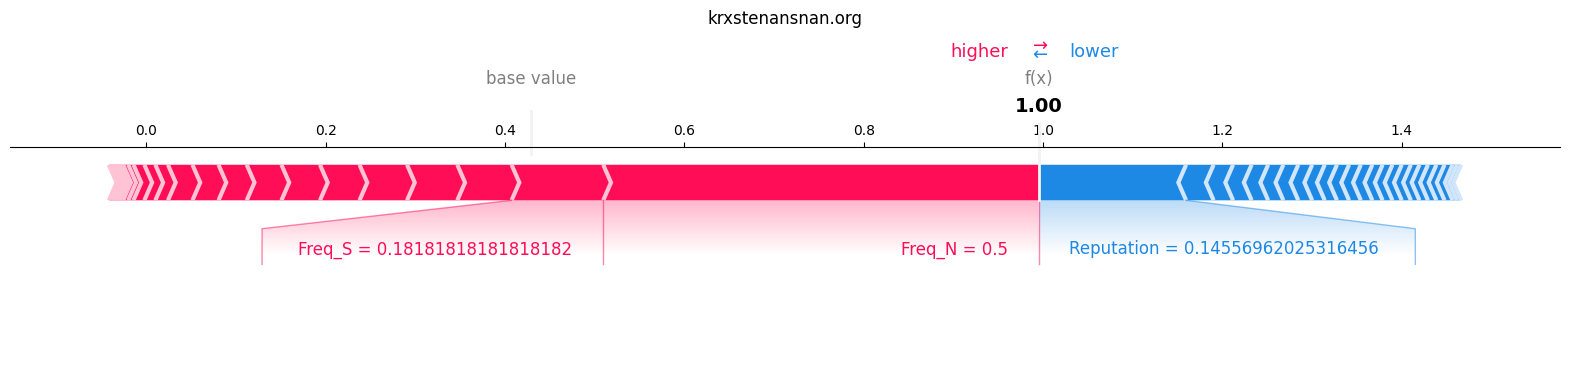 krxstenansnan.org
higher ⇄ lower
base value f(x)
1.00
0.0 0.2 0.4 0.6 0.8 1.0 1.2 1.4
Freq_S = 0.18181818181818182 Freq_N = 0.5 Reputation = 0.14556962025316456